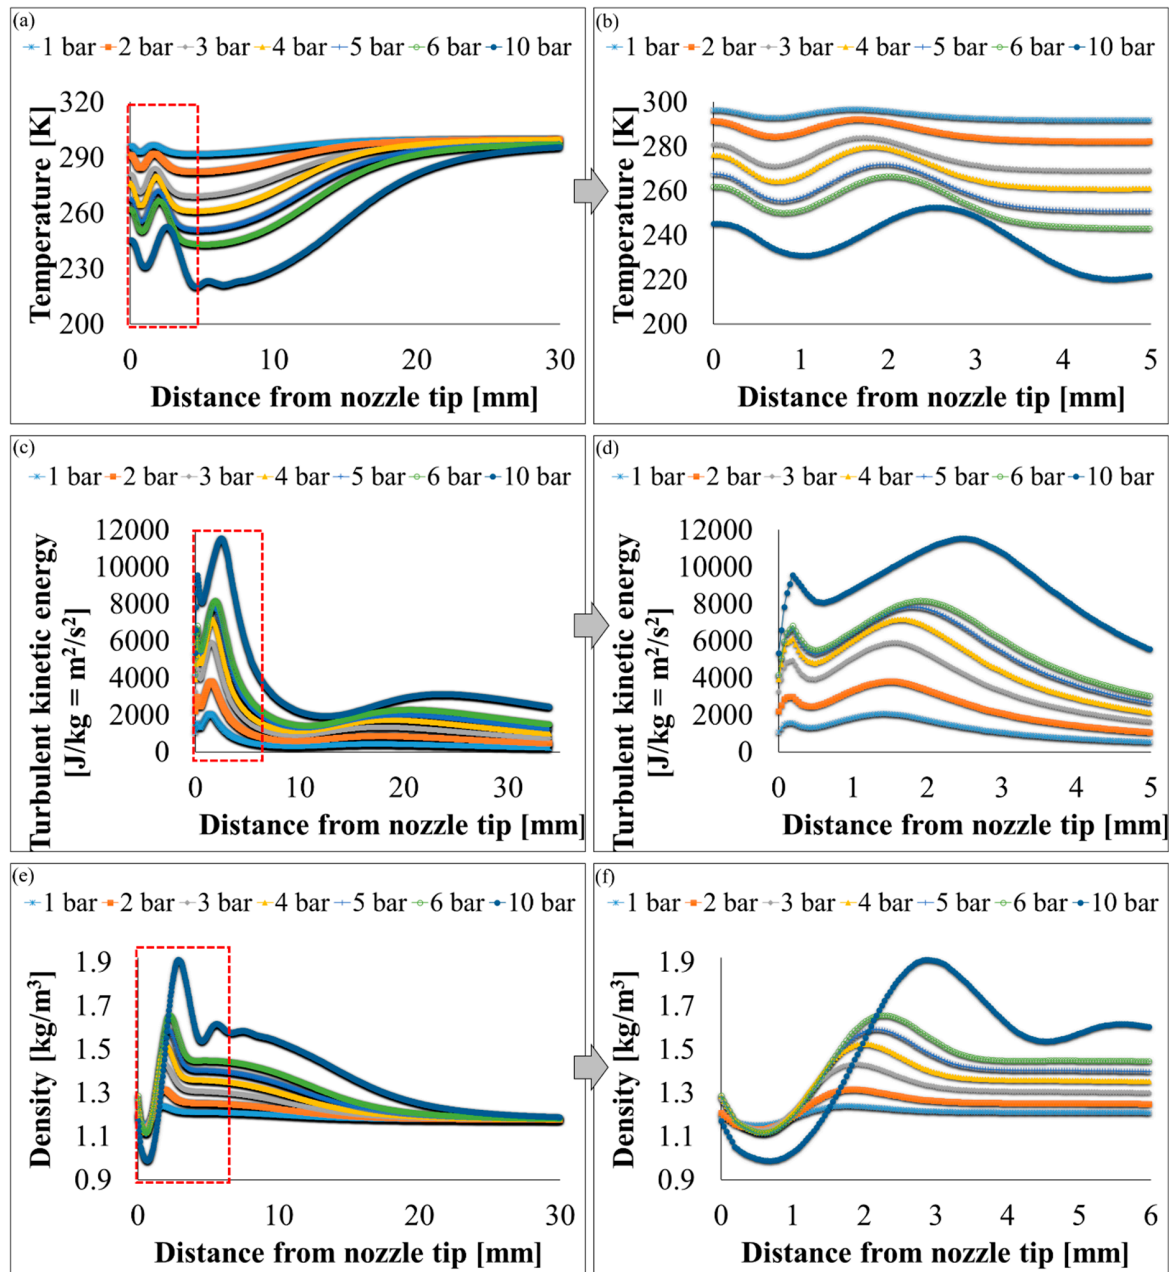 (a)
1 bar 2 bar 3 bar 4 bar 5 bar 6 bar 10 bar
Temperature [K]
320
290
260
230
200
0 10 20 30
Distance from nozzle tip [mm]
(b)
1 bar 2 bar 3 bar 4 bar 5 bar 6 bar 10 bar
Temperature [K]
300
280
260
240
220
200
0 1 2 3 4 5
Distance from nozzle tip [mm]
(c)
1 bar 2 bar 3 bar 4 bar 5 bar 6 bar 10 bar
Turbulent kinetic energy
[J/kg = m²/s²]
12000
10000
8000
6000
4000
2000
0
0 10 20 30
Distance from nozzle tip [mm]
(d)
1 bar 2 bar 3 bar 4 bar 5 bar 6 bar 10 bar
Turbulent kinetic energy
[J/kg = m²/s²]
12000
10000
8000
6000
4000
2000
0
0 1 2 3 4 5
Distance from nozzle tip [mm]
(e)
1 bar 2 bar 3 bar 4 bar 5 bar 6 bar 10 bar
Density [kg/m³]
1.9
1.7
1.5
1.3
1.1
0.9
0 10 20 30
Distance from nozzle tip [mm]
(f)
1 bar 2 bar 3 bar 4 bar 5 bar 6 bar 10 bar
Density [kg/m³]
1.9
1.7
1.5
1.3
1.1
0.9
0 1 2 3 4 5 6
Distance from nozzle tip [mm]